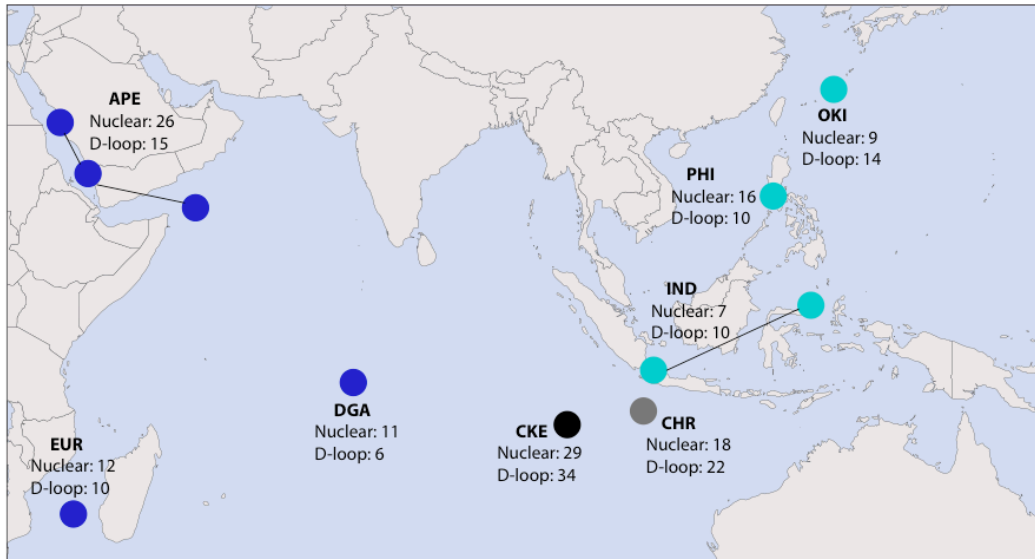 APE
Nuclear: 26
D-loop: 15
OKI
Nuclear: 9
D-loop: 14
PHI
Nuclear: 16
D-loop: 10
IND
Nuclear: 7
D-loop: 10
DGA
Nuclear: 11
D-loop: 6
CKE
Nuclear: 29
D-loop: 34
CHR
Nuclear: 18
D-loop: 22
EUR
Nuclear: 12
D-loop: 10